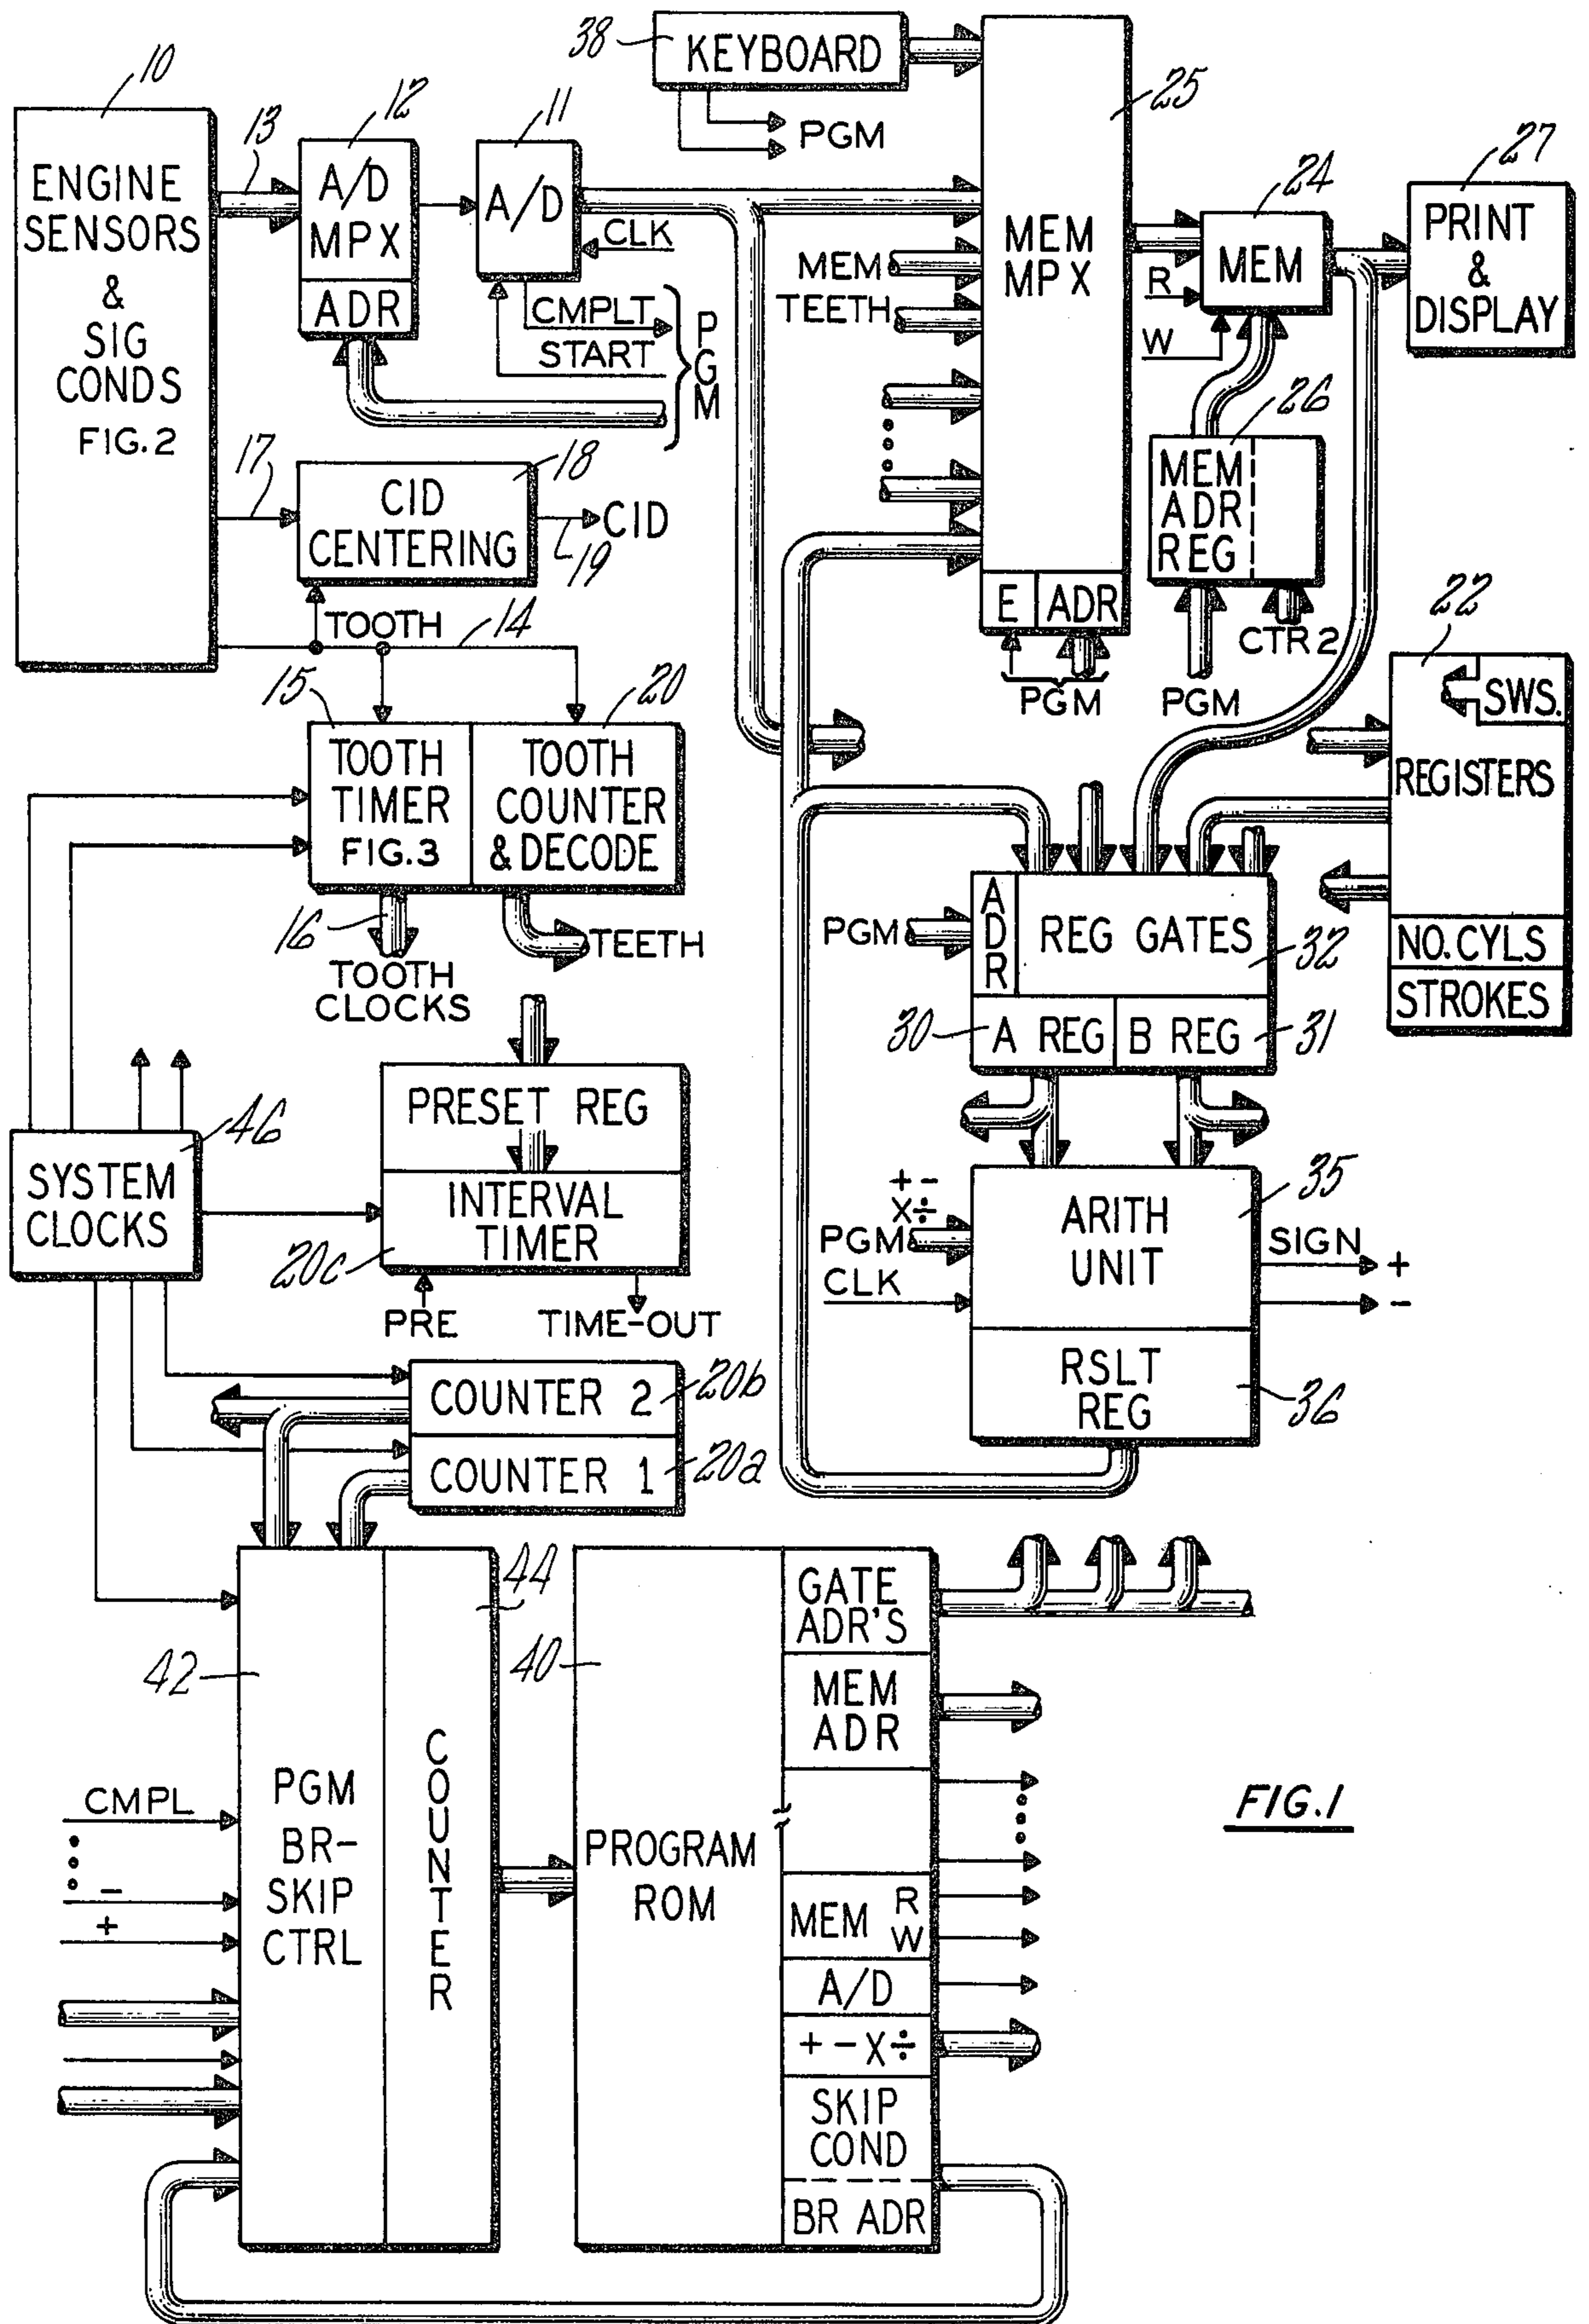 38
KEYBOARD
PGM
10
ENGINE
SENSORS
&
SIG
CONDS
FIG. 2
13
12
A/D
MPX
ADR
11
A/D
CLK
CMPLT
START
PGM
17
18
CID
CENTERING
19
CID
TOOTH
14
25
MEM
MPX
MEM
TEETH
E
ADR
PGM
24
MEM
R
W
27
PRINT
&
DISPLAY
26
MEM
ADR
REG
CTR 2
PGM
22
SWS.
REGISTERS
NO. CYLS
STROKES
15
TOOTH
TIMER
FIG. 3
20
TOOTH
COUNTER
& DECODE
16
TOOTH
CLOCKS
TEETH
PGM
ADR
REG GATES
32
30
A REG
B REG
31
46
SYSTEM
CLOCKS
PRESET REG
INTERVAL
TIMER
20c
PRE
TIME-OUT
+ -
X ÷
PGM
CLK
ARITH
UNIT
35
SIGN
+
-
RSLT
REG
36
COUNTER 2
20b
COUNTER 1
20a
42
PGM
BR-
SKIP
CTRL
44
COUNTER
CMPL
-
+
40
PROGRAM
ROM
GATE
ADR'S
MEM
ADR
MEM
R
W
A/D
+ - X ÷
SKIP
COND
BR ADR
FIG. 1